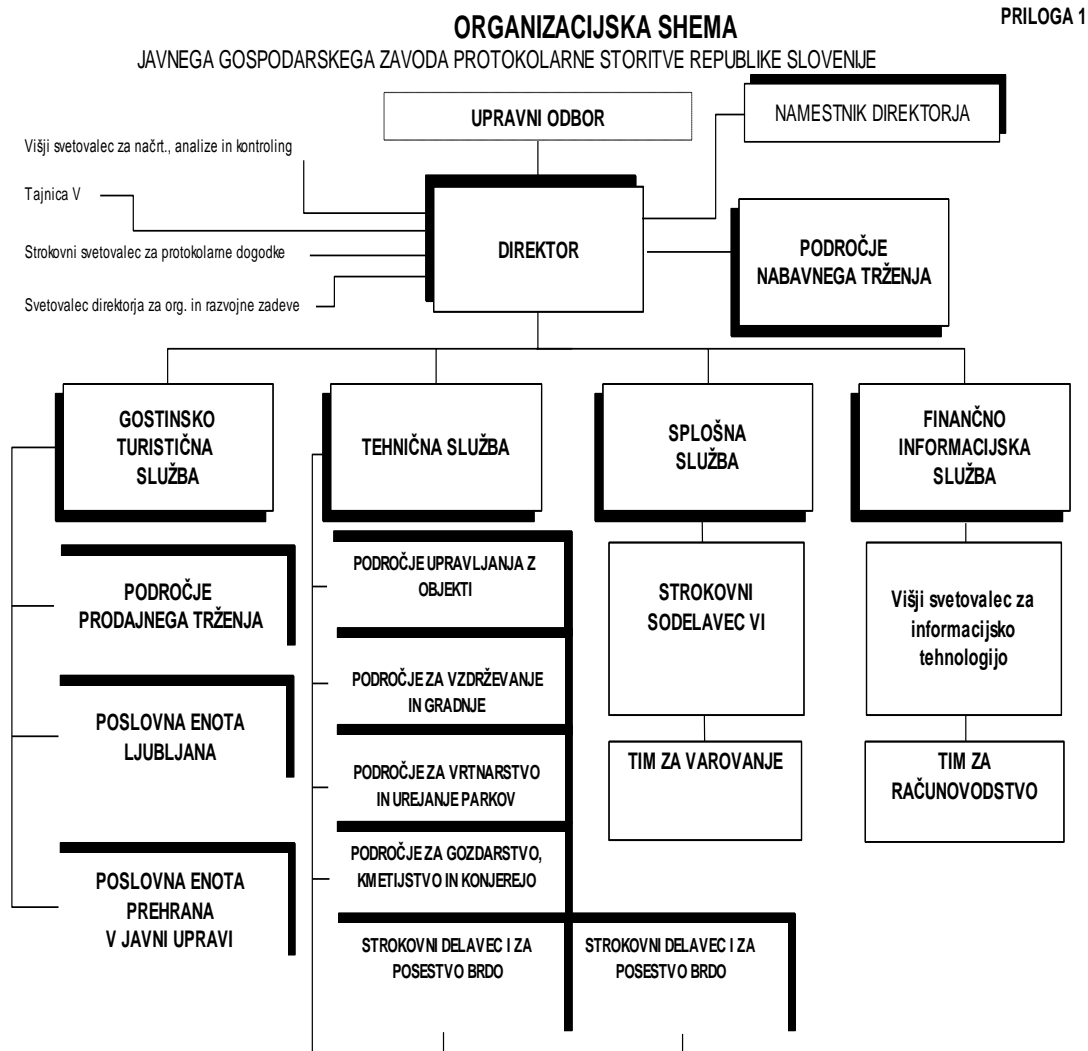 PRILOGA 1
ORGANIZACIJSKA SHEMA
JAVNEGA GOSPODARSKEGA ZAVODA PROTOKOLARNE STORITVE REPUBLIKE SLOVENIJE
UPRAVNI ODBOR
NAMESTNIK DIREKTORJA
Višji svetovalec za načrt., analize in kontroling
Tajnica V
Strokovni svetovalec za protokolarne dogodke
Svetovalec direktorja za org. in razvojne zadeve
DIREKTOR
PODROČJE
NABAVNEGA TRŽENJA
GOSTINSKO
TURISTIČNA
SLUŽBA
TEHNIČNA SLUŽBA
SPLOŠNA
SLUŽBA
FINANČNO
INFORMACIJSKA
SLUŽBA
PODROČJE
PRODAJNEGA TRŽENJA
POSLOVNA ENOTA
LJUBLJANA
POSLOVNA ENOTA
PREHRANA
V JAVNI UPRAVI
PODROČJE UPRAVLJANJA Z
OBJEKTI
PODROČJE ZA VZDRŽEVANJE
IN GRADNJE
PODROČJE ZA VRTNARSTVO
IN UREJANJE PARKOV
PODROČJE ZA GOZDARSTVO,
KMETIJSTVO IN KONJEREJO
STROKOVNI DELAVEC I ZA
POSESTVO BRDO
STROKOVNI DELAVEC I ZA
POSESTVO BRDO
STROKOVNI
SODELAVEC VI
TIM ZA VAROVANJE
Višji svetovalec za
informacijsko
tehnologijo
TIM ZA
RAČUNOVODSTVO